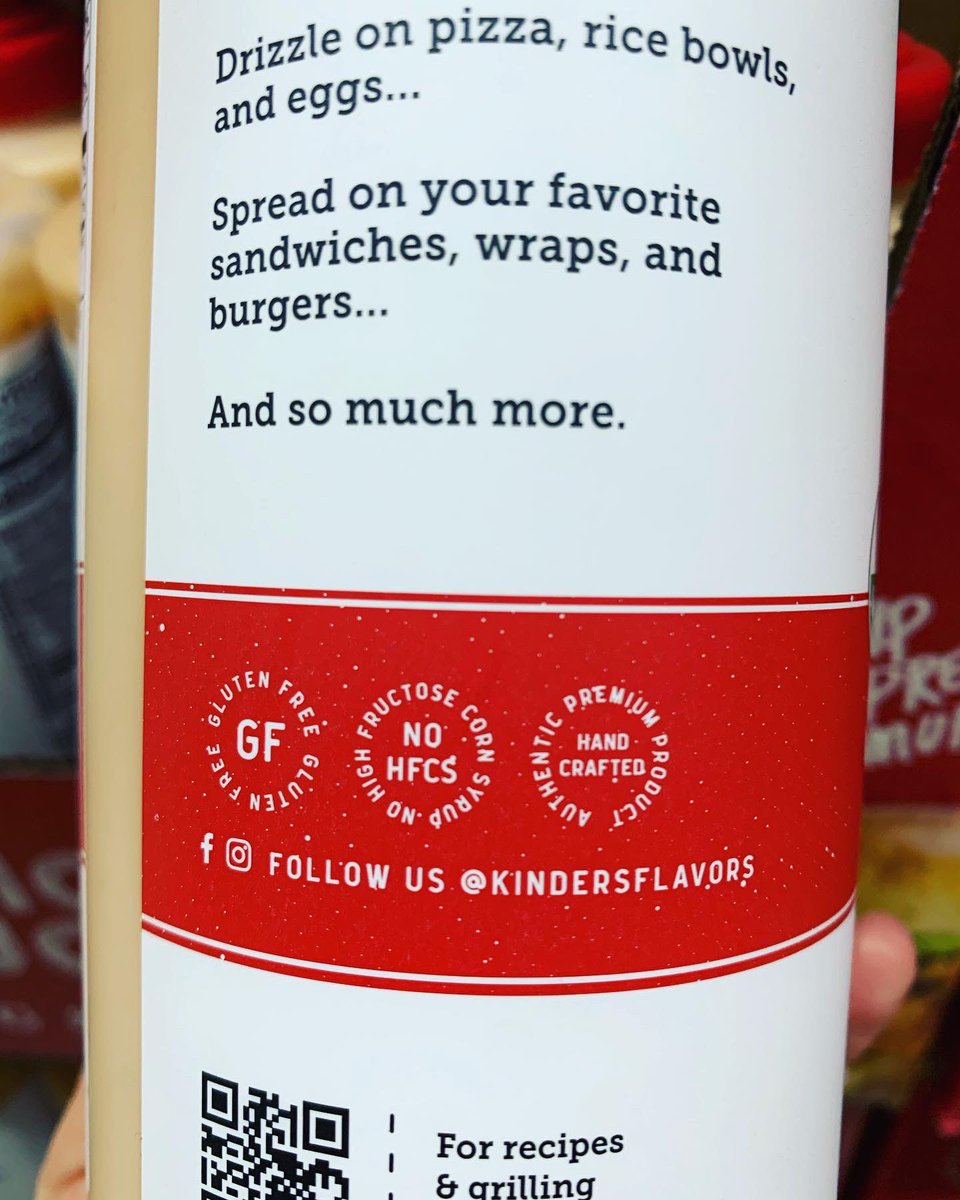 Drizzle on pizza, rice bowls,
and eggs...
Spread on your favorite
sandwiches, wraps, and
burgers...
And so much more.
GLUTEN FREE GLUTEN FREE GLUTEN FREE
GF
NO HIGH FRUCTOSE CORN SYRUP
NO
HFCS
AUTHENTIC PREMIUM PRODUCT
HAND
CRAFTED
FOLLOW US @KINDERSFLAVORS
For recipes
& grilling